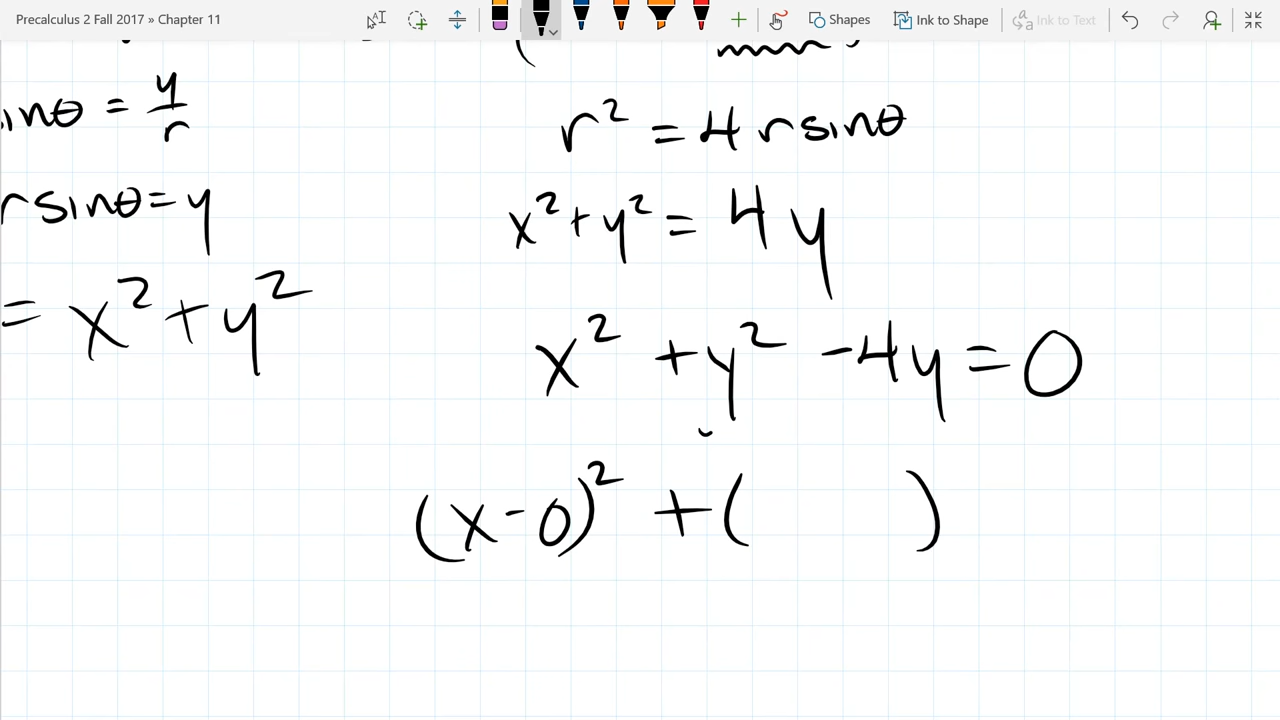 Precalculus 2 Fall 2017 » Chapter 11
Shapes
Ink to Shape
Ink to Text
inθ = y/r
rsinθ=y
= x²+y²
r² = 4rsinθ
x²+y² = 4y
x² +y² -4y=0
(x-0)² +( )